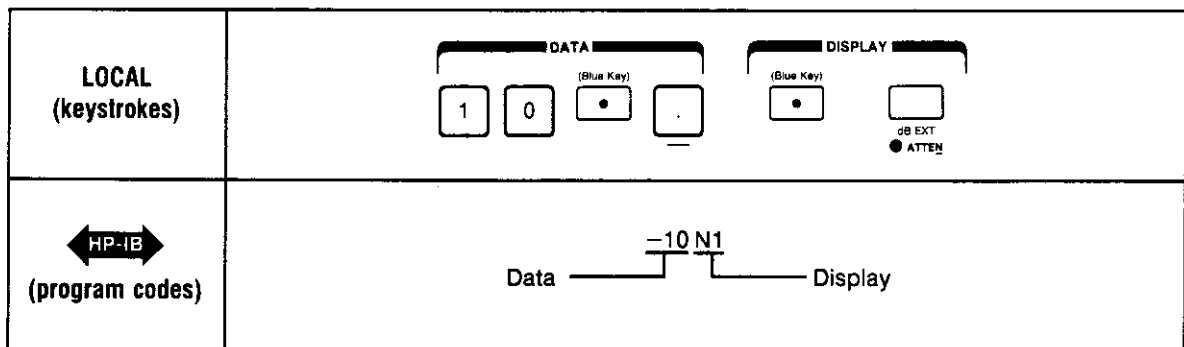 LOCAL
(keystrokes)
DATA
DISPLAY
(Blue Key)
(Blue Key)
1 0 .
dB EXT
ATTEN
HP-IB
(program codes)
−10 N1
Data
Display